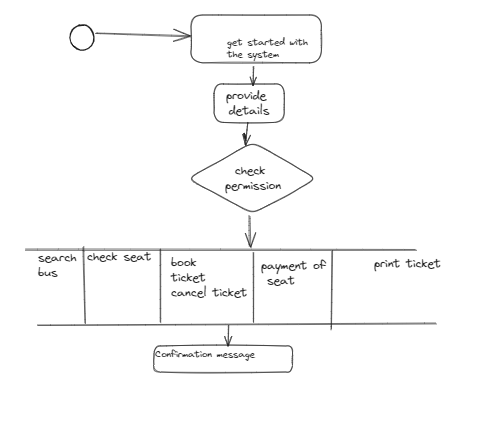 get started with
the system
provide
details
check
permission
search
bus
check seat
book
ticket
cancel ticket
payment of
seat
print ticket
Confirmation message